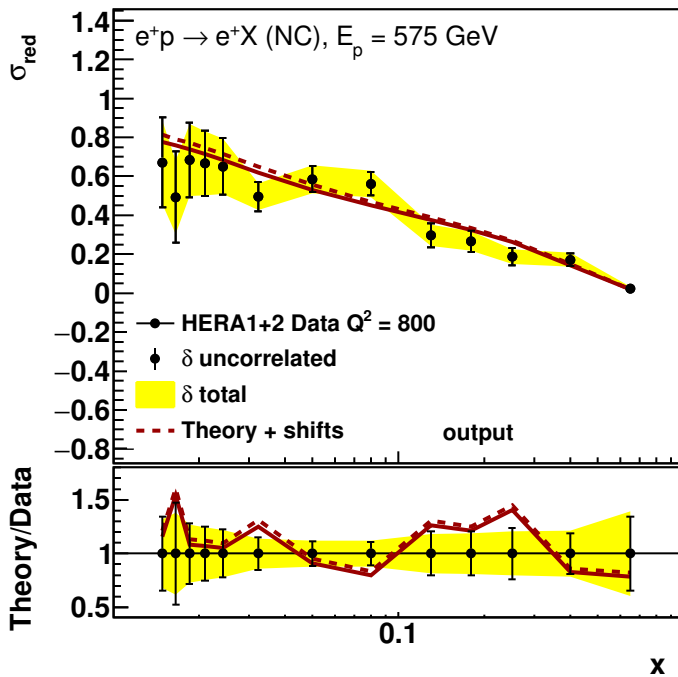 e⁺p → e⁺X (NC), E_p = 575 GeV
σ_red
1.4
1.2
1
0.8
0.6
0.4
0.2
0
−0.2
−0.4
−0.6
−0.8
HERA1+2 Data Q² = 800
δ uncorrelated
δ total
Theory + shifts
output
Theory/Data
1.5
1
0.5
0.1
x